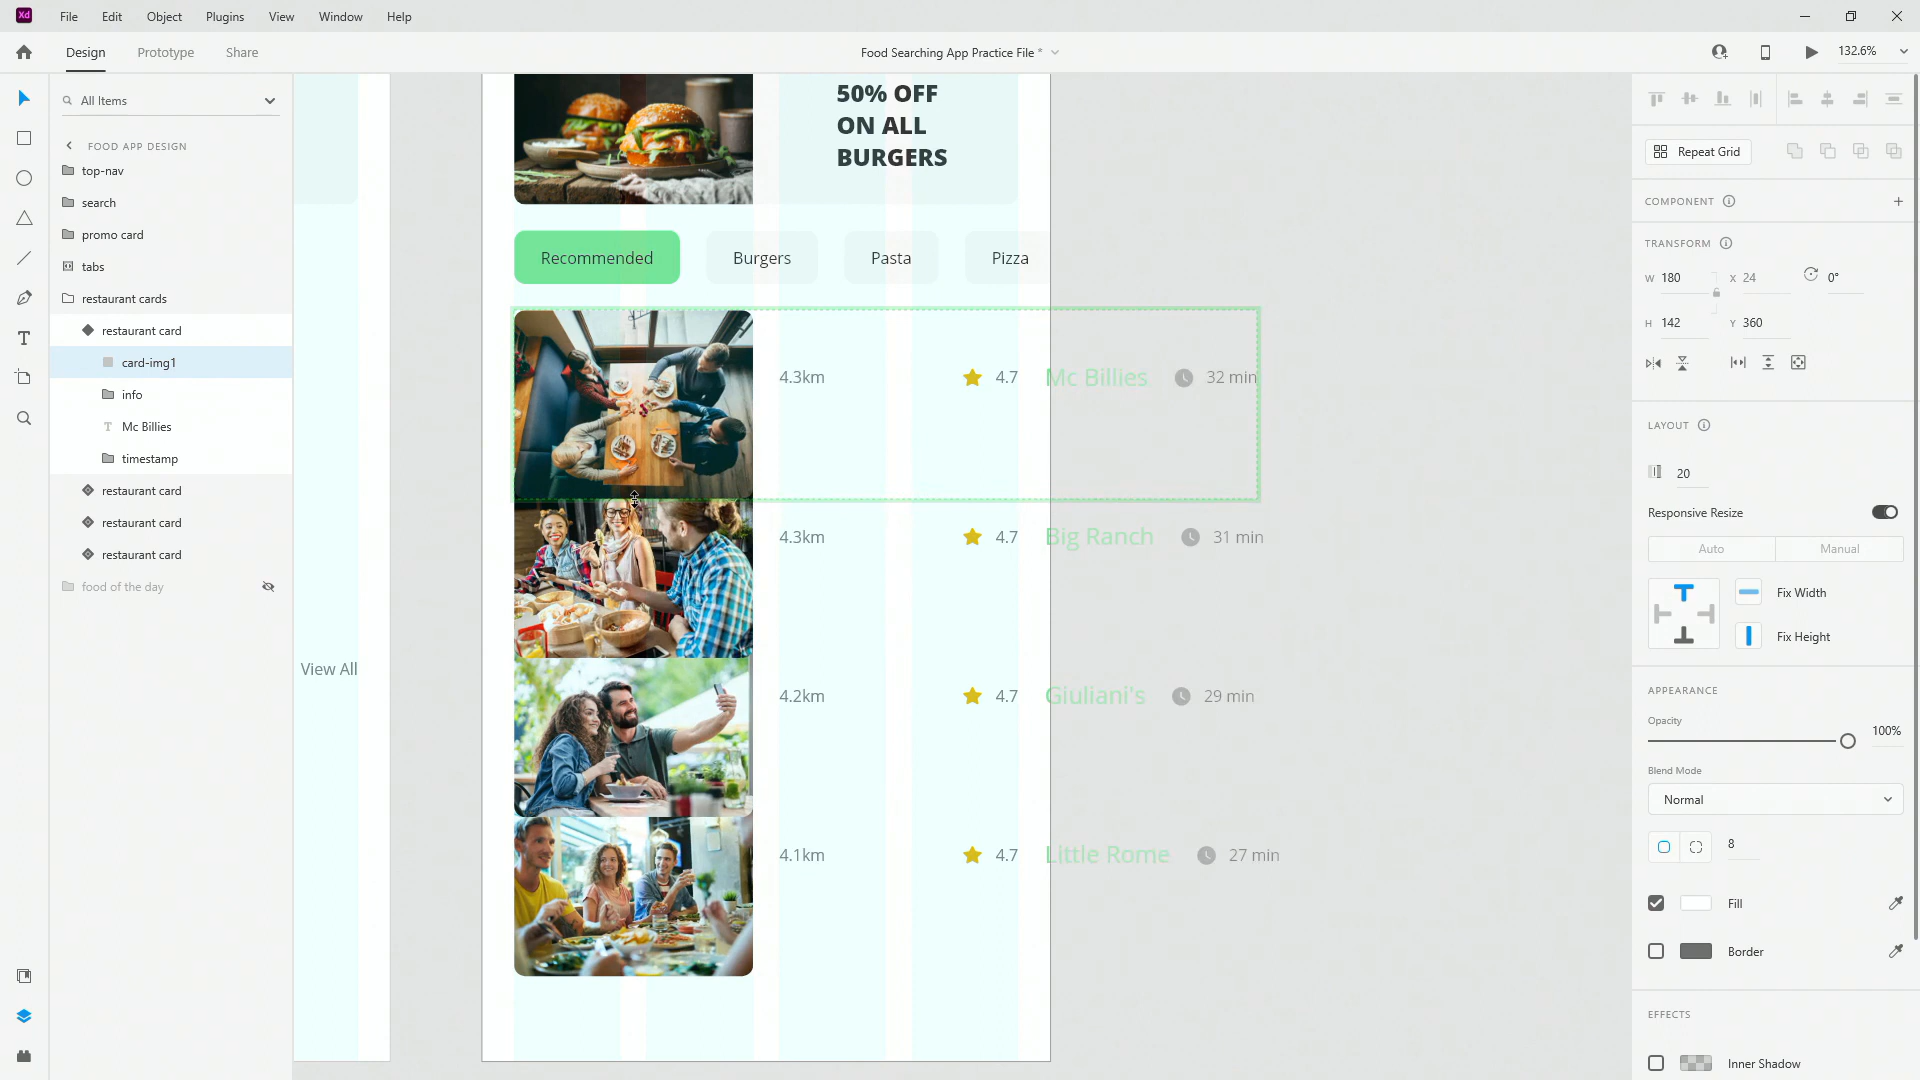 Xd File Edit Object Plugins View Window Help
Design Prototype Share Food Searching App Practice File * 132.6%
All Items
FOOD APP DESIGN
top-nav
search
promo card
tabs
restaurant cards
restaurant card
card-img1
info
T Mc Billies
timestamp
restaurant card
restaurant card
restaurant card
food of the day
View All
50% OFF
ON ALL
BURGERS
Recommended Burgers Pasta Pizza
4.3km 4.7 Mc Billies 32 min
4.3km 4.7 Big Ranch 31 min
4.2km 4.7 Giuliani's 29 min
4.1km 4.7 Little Rome 27 min
Repeat Grid
COMPONENT
TRANSFORM
W 180 X 24 0°
H 142 Y 360
LAYOUT
20
Responsive Resize
Auto Manual
Fix Width
Fix Height
APPEARANCE
Opacity
100%
Blend Mode
Normal
8
Fill
Border
EFFECTS
Inner Shadow